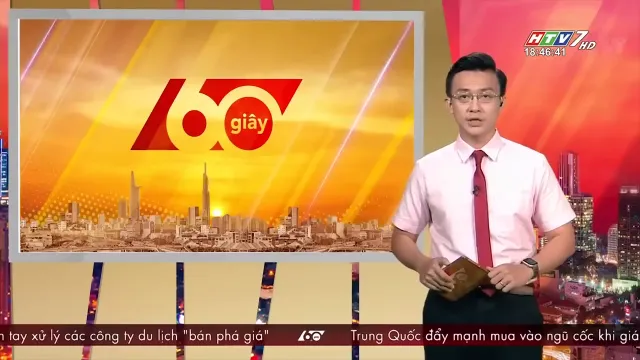 HTV7 HD
18:46:41
60 giây
tay xử lý các công ty du lịch "bán phá giá" 60 Trung Quốc đẩy mạnh mua vào ngũ cốc khi giá